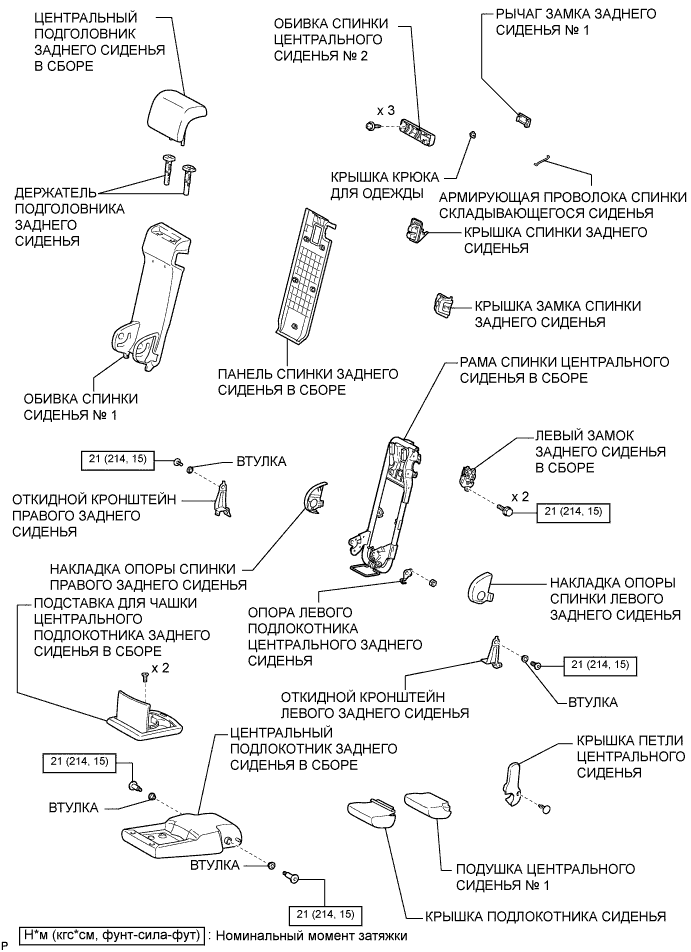 ЦЕНТРАЛЬНЫЙ
ПОДГОЛОВНИК
ЗАДНЕГО СИДЕНЬЯ
В СБОРЕ
ОБИВКА СПИНКИ
ЦЕНТРАЛЬНОГО
СИДЕНЬЯ № 2
РЫЧАГ ЗАМКА ЗАДНЕГО
СИДЕНЬЯ № 1
x 3
КРЫШКА КРЮКА
ДЛЯ ОДЕЖДЫ
АРМИРУЮЩАЯ ПРОВОЛОКА СПИНКИ
СКЛАДЫВАЮЩЕГОСЯ СИДЕНЬЯ
ДЕРЖАТЕЛЬ
ПОДГОЛОВНИКА
ЗАДНЕГО
СИДЕНЬЯ
КРЫШКА СПИНКИ ЗАДНЕГО
СИДЕНЬЯ
КРЫШКА ЗАМКА СПИНКИ
ЗАДНЕГО СИДЕНЬЯ
ОБИВКА СПИНКИ
СИДЕНЬЯ № 1
ПАНЕЛЬ СПИНКИ ЗАДНЕГО
СИДЕНЬЯ В СБОРЕ
РАМА СПИНКИ ЦЕНТРАЛЬНОГО
СИДЕНЬЯ В СБОРЕ
21 (214, 15)
ВТУЛКА
ЛЕВЫЙ ЗАМОК
ЗАДНЕГО СИДЕНЬЯ
В СБОРЕ
x 2
21 (214, 15)
ОТКИДНОЙ КРОНШТЕЙН
ПРАВОГО ЗАДНЕГО
СИДЕНЬЯ
НАКЛАДКА ОПОРЫ СПИНКИ
ПРАВОГО ЗАДНЕГО СИДЕНЬЯ
ПОДСТАВКА ДЛЯ ЧАШКИ
ЦЕНТРАЛЬНОГО
ПОДЛОКОТНИКА ЗАДНЕГО
СИДЕНЬЯ В СБОРЕ
x 2
ОПОРА ЛЕВОГО
ПОДЛОКОТНИКА
ЦЕНТРАЛЬНОГО ЗАДНЕГО
СИДЕНЬЯ
НАКЛАДКА ОПОРЫ
СПИНКИ ЛЕВОГО
ЗАДНЕГО СИДЕНЬЯ
21 (214, 15)
ВТУЛКА
ОТКИДНОЙ КРОНШТЕЙН
ЛЕВОГО ЗАДНЕГО СИДЕНЬЯ
ЦЕНТРАЛЬНЫЙ
ПОДЛОКОТНИК ЗАДНЕГО
СИДЕНЬЯ В СБОРЕ
КРЫШКА ПЕТЛИ
ЦЕНТРАЛЬНОГО
СИДЕНЬЯ
21 (214, 15)
ВТУЛКА
ВТУЛКА
ПОДУШКА ЦЕНТРАЛЬНОГО
СИДЕНЬЯ № 1
21 (214, 15)
КРЫШКА ПОДЛОКОТНИКА СИДЕНЬЯ
Н*м (кгс*см, фунт-сила-фут) : Номинальный момент затяжки
P